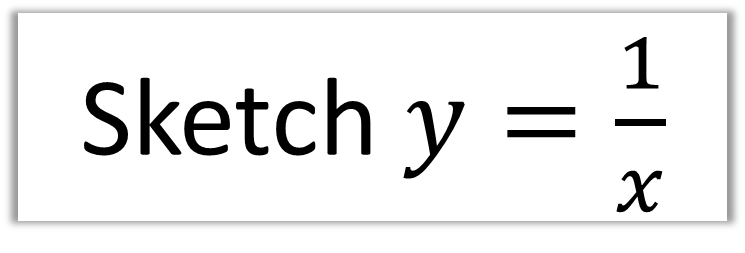 Sketch y = 1/x